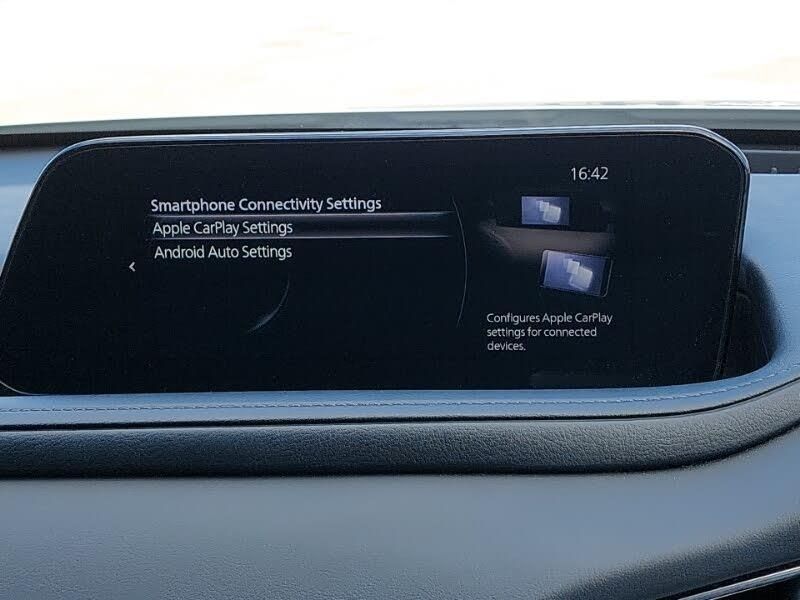 16:42
Smartphone Connectivity Settings
Apple CarPlay Settings
Android Auto Settings
Configures Apple CarPlay
settings for connected
devices.